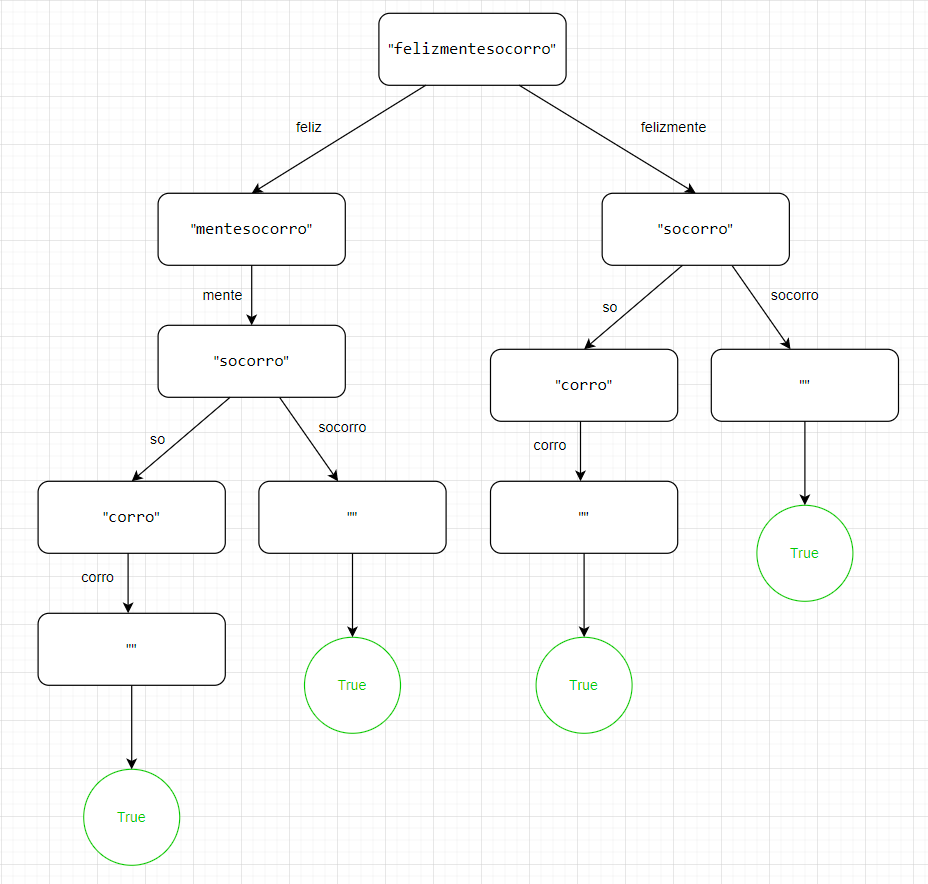 "felizmentesocorro"
feliz
felizmente
"mentesocorro"
"socorro"
mente
so
socorro
"socorro"
"corro"
""
so
socorro
corro
"corro"
""
""
True
corro
""
True
True
True